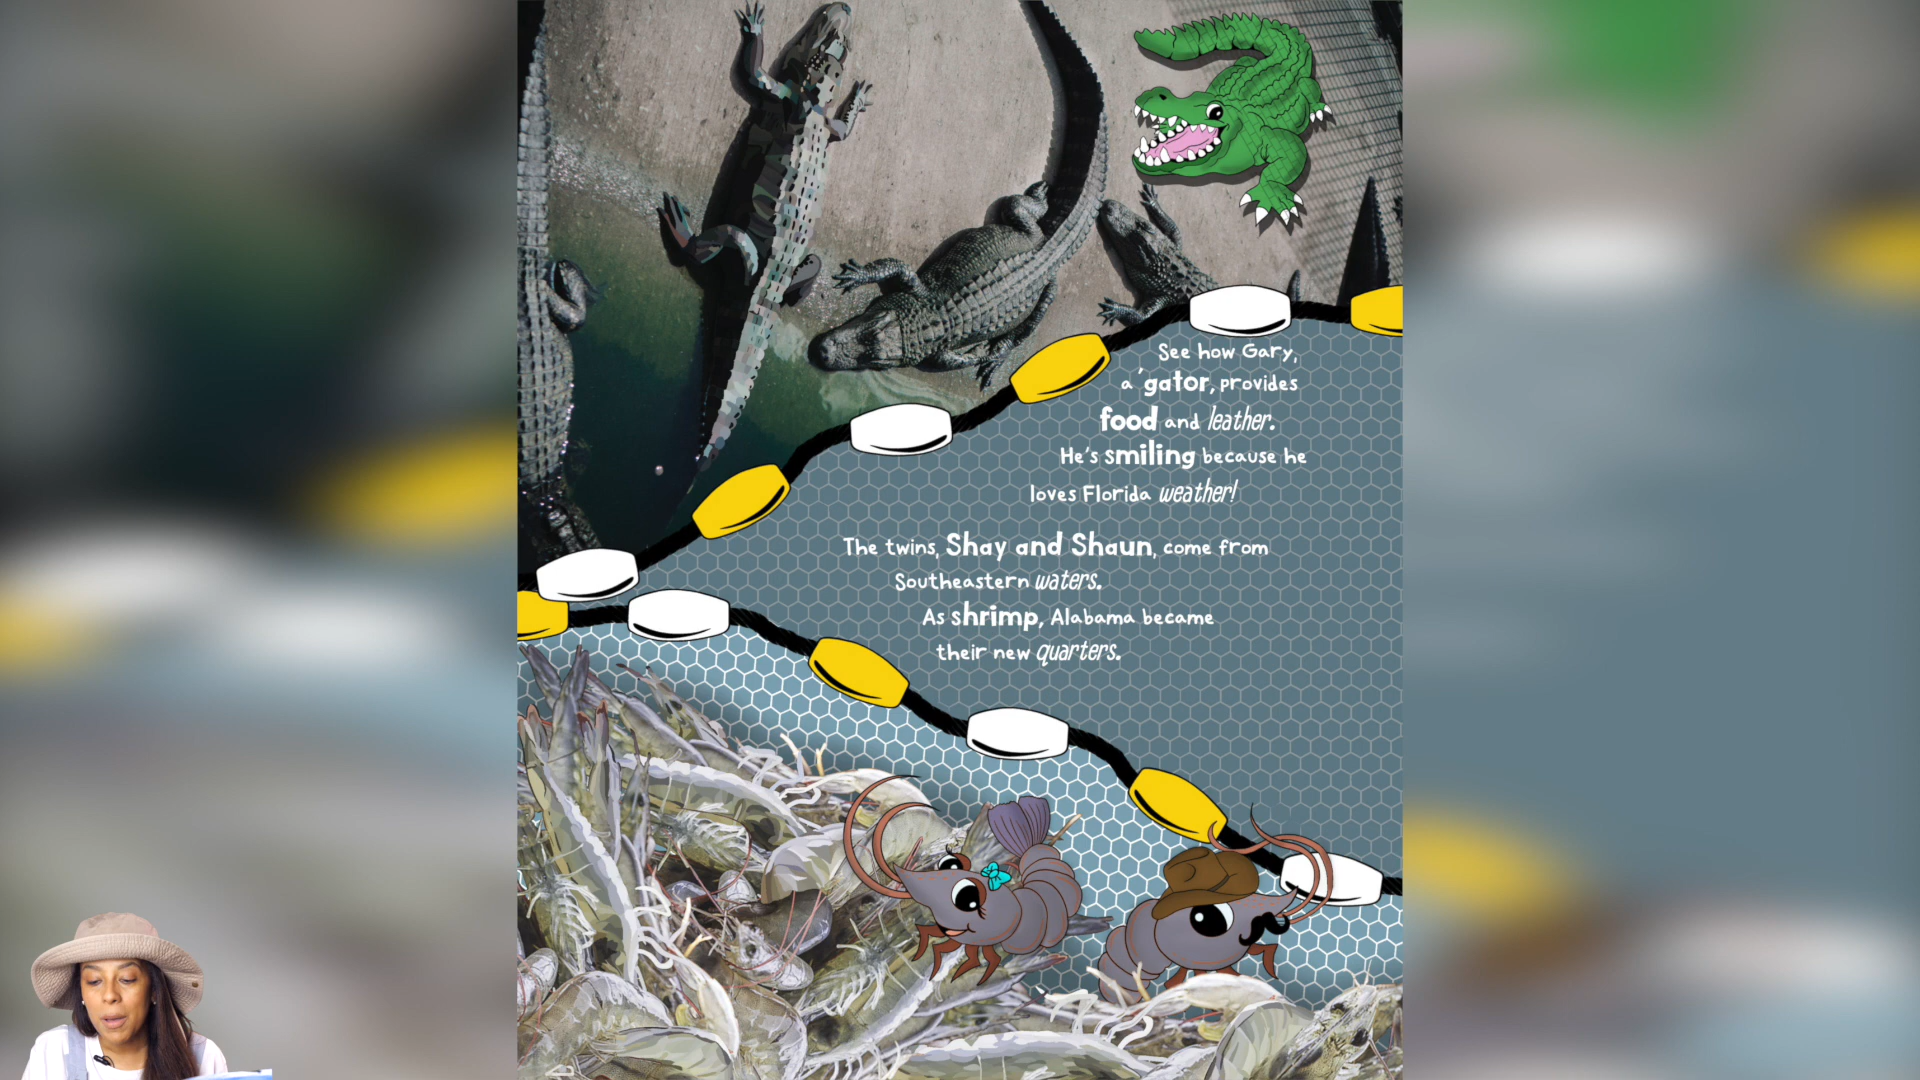 See how Gary,
a 'gator, provides
food and leather.
He's smiling because he
loves Florida weather!
The twins, Shay and Shaun, come from
Southeastern waters.
As shrimp, Alabama became
their new quarters.